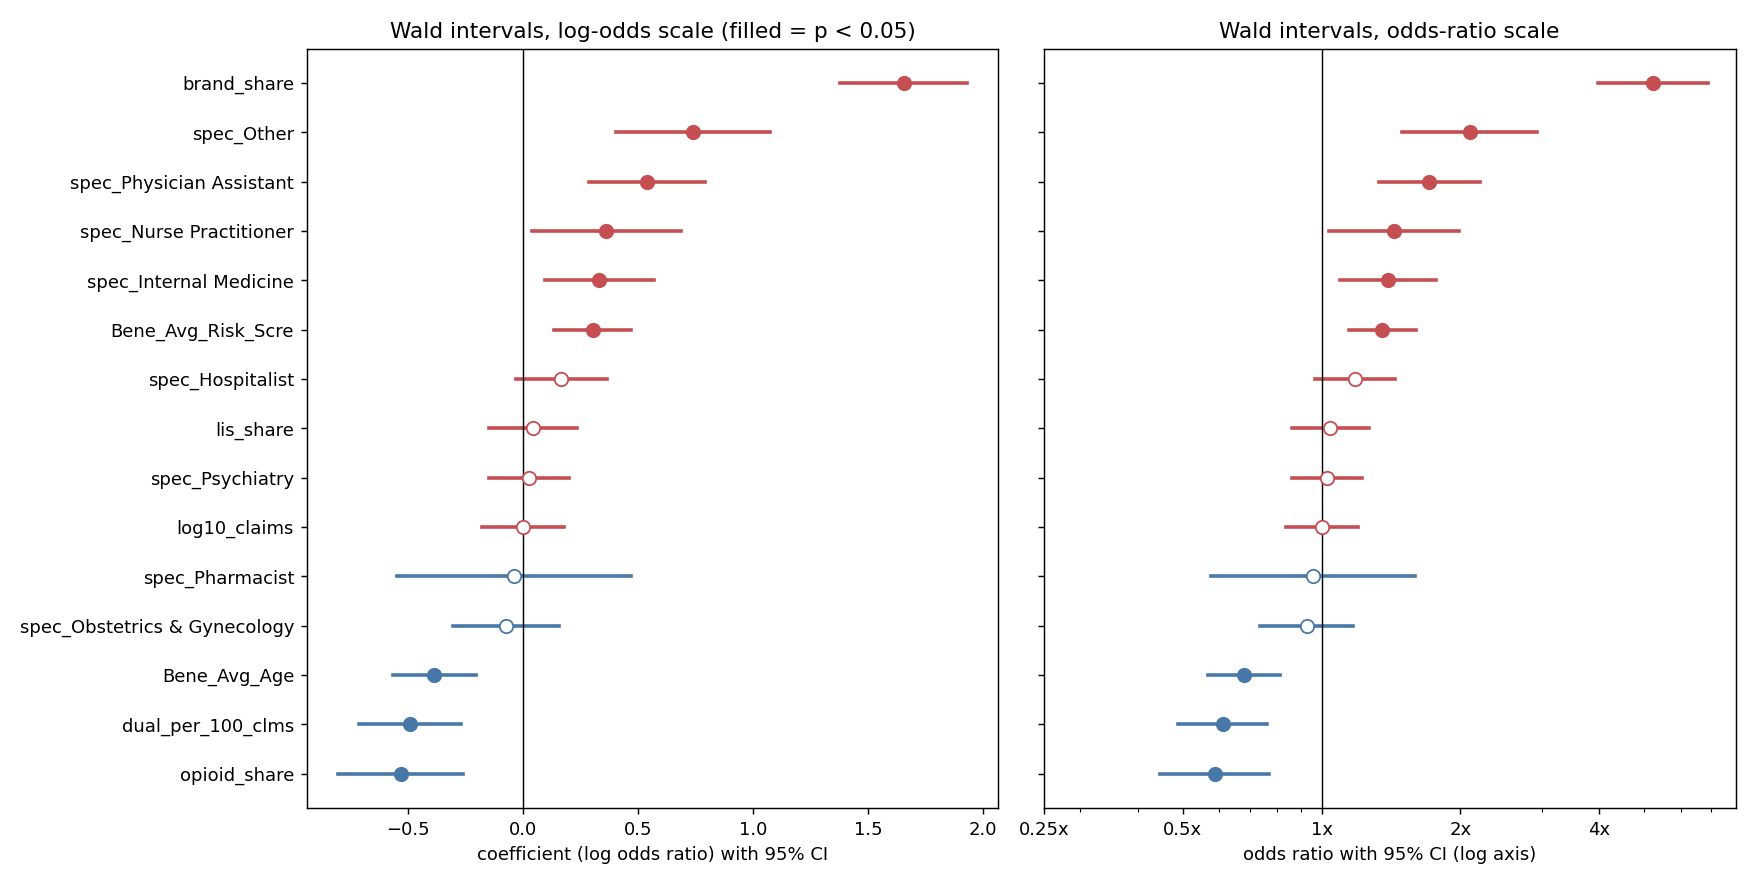 Wald intervals, log-odds scale (filled = p < 0.05)
brand_share
spec_Other
spec_Physician Assistant
spec_Nurse Practitioner
spec_Internal Medicine
Bene_Avg_Risk_Scre
spec_Hospitalist
lis_share
spec_Psychiatry
log10_claims
spec_Pharmacist
spec_Obstetrics & Gynecology
Bene_Avg_Age
dual_per_100_clms
opioid_share
−0.5 0.0 0.5 1.0 1.5 2.0
coefficient (log odds ratio) with 95% CI
Wald intervals, odds-ratio scale
0.25x 0.5x 1x 2x 4x
odds ratio with 95% CI (log axis)